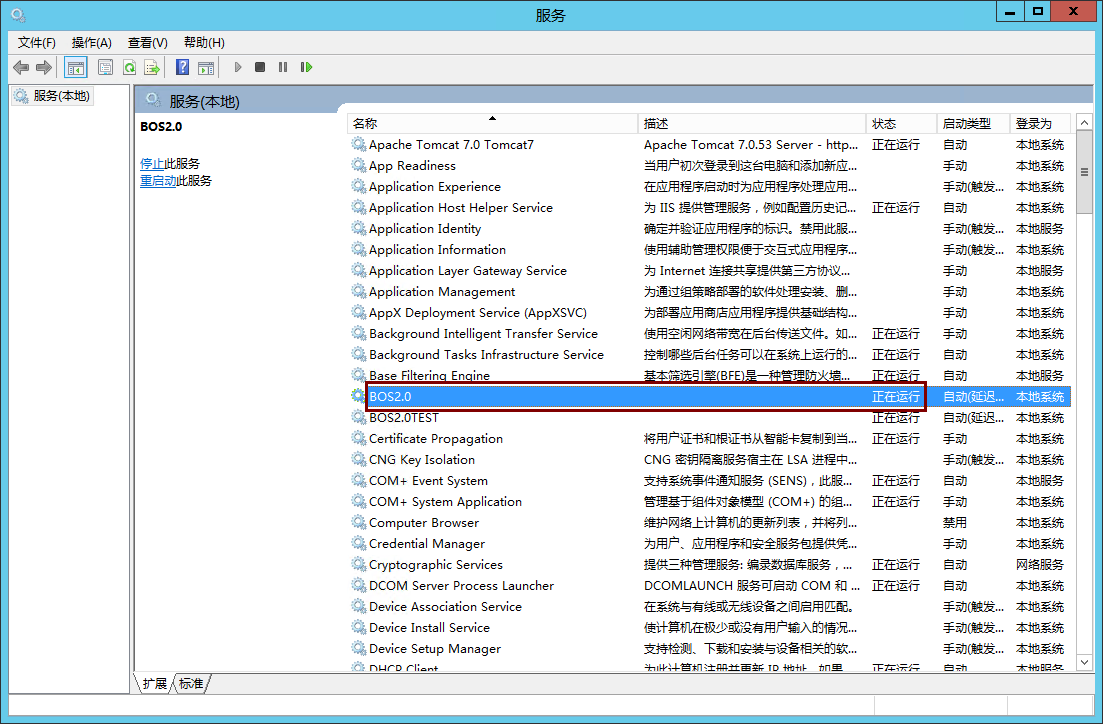 服务
文件(F) 操作(A) 查看(V) 帮助(H)
服务(本地)
服务(本地)
BOS2.0
停止此服务
重启动此服务
名称 描述 状态 启动类型 登录为
Apache Tomcat 7.0 Tomcat7 Apache Tomcat 7.0.53 Server - http... 正在运行 自动 本地系统
App Readiness 当用户初次登录到这台电脑和添加新应... 手动 本地系统
Application Experience 在应用程序启动时为应用程序处理应用... 手动(触发... 本地系统
Application Host Helper Service 为 IIS 提供管理服务，例如配置历史记... 正在运行 自动 本地系统
Application Identity 确定并验证应用程序的标识。禁用此服... 手动(触发... 本地服务
Application Information 使用辅助管理权限便于交互式应用程序... 手动(触发... 本地系统
Application Layer Gateway Service 为 Internet 连接共享提供第三方协议... 手动 本地服务
Application Management 为通过组策略部署的软件处理安装、删... 手动 本地系统
AppX Deployment Service (AppXSVC) 为部署应用商店应用程序提供基础结构... 手动 本地系统
Background Intelligent Transfer Service 使用空闲网络带宽在后台传送文件。如... 正在运行 自动 本地系统
Background Tasks Infrastructure Service 控制哪些后台任务可以在系统上运行的... 正在运行 自动 本地系统
Base Filtering Engine 基本筛选引擎(BFE)是一种管理防火墙... 正在运行 自动 本地服务
BOS2.0 正在运行 自动(延迟... 本地系统
BOS2.0TEST 正在运行 自动(延迟... 本地系统
Certificate Propagation 将用户证书和根证书从智能卡复制到当... 正在运行 手动 本地系统
CNG Key Isolation CNG 密钥隔离服务宿主在 LSA 进程中... 手动(触发... 本地系统
COM+ Event System 支持系统事件通知服务 (SENS)，此服... 正在运行 自动 本地服务
COM+ System Application 管理基于组件对象模型 (COM+) 的组... 正在运行 手动 本地系统
Computer Browser 维护网络上计算机的更新列表，并将列... 禁用 本地系统
Credential Manager 为用户、应用程序和安全服务包提供凭... 手动 本地系统
Cryptographic Services 提供三种管理服务: 编录数据库服务，... 正在运行 自动 网络服务
DCOM Server Process Launcher DCOMLAUNCH 服务可启动 COM 和 ... 正在运行 自动 本地系统
Device Association Service 在系统与有线或无线设备之间启用匹配。 手动(触发... 本地系统
Device Install Service 使计算机在极少或没有用户输入的情况... 手动(触发... 本地系统
Device Setup Manager 支持检测、下载和安装与设备相关的软... 手动(触发... 本地系统
DHCP Client 为此计算机注册并更新 IP 地址。如果... 正在运行 自动 本地服务
扩展 标准